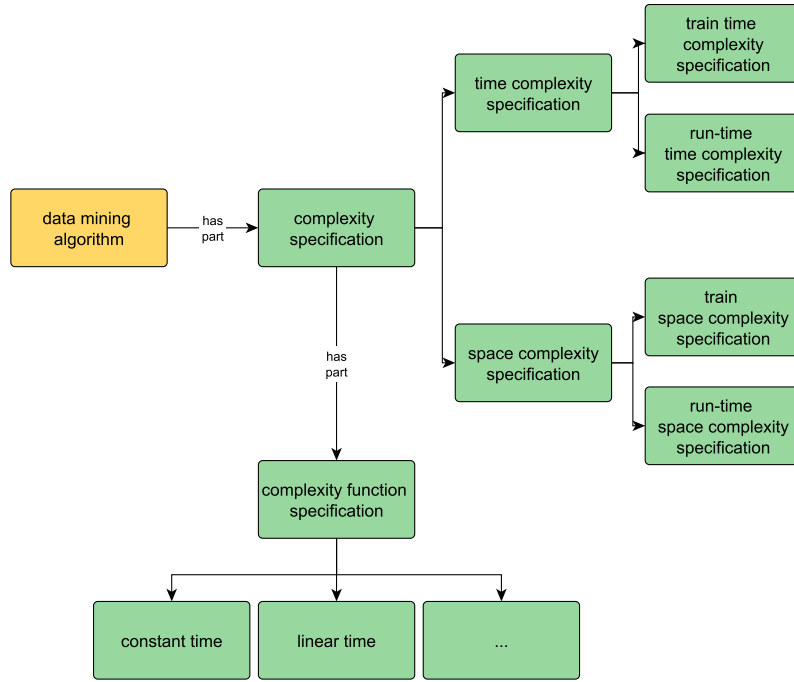 train time
complexity
specification
time complexity
specification
run-time
time complexity
specification
data mining
algorithm
has
part
complexity
specification
train
space complexity
specification
space complexity
specification
has
part
run-time
space complexity
specification
complexity function
specification
constant time
linear time
...